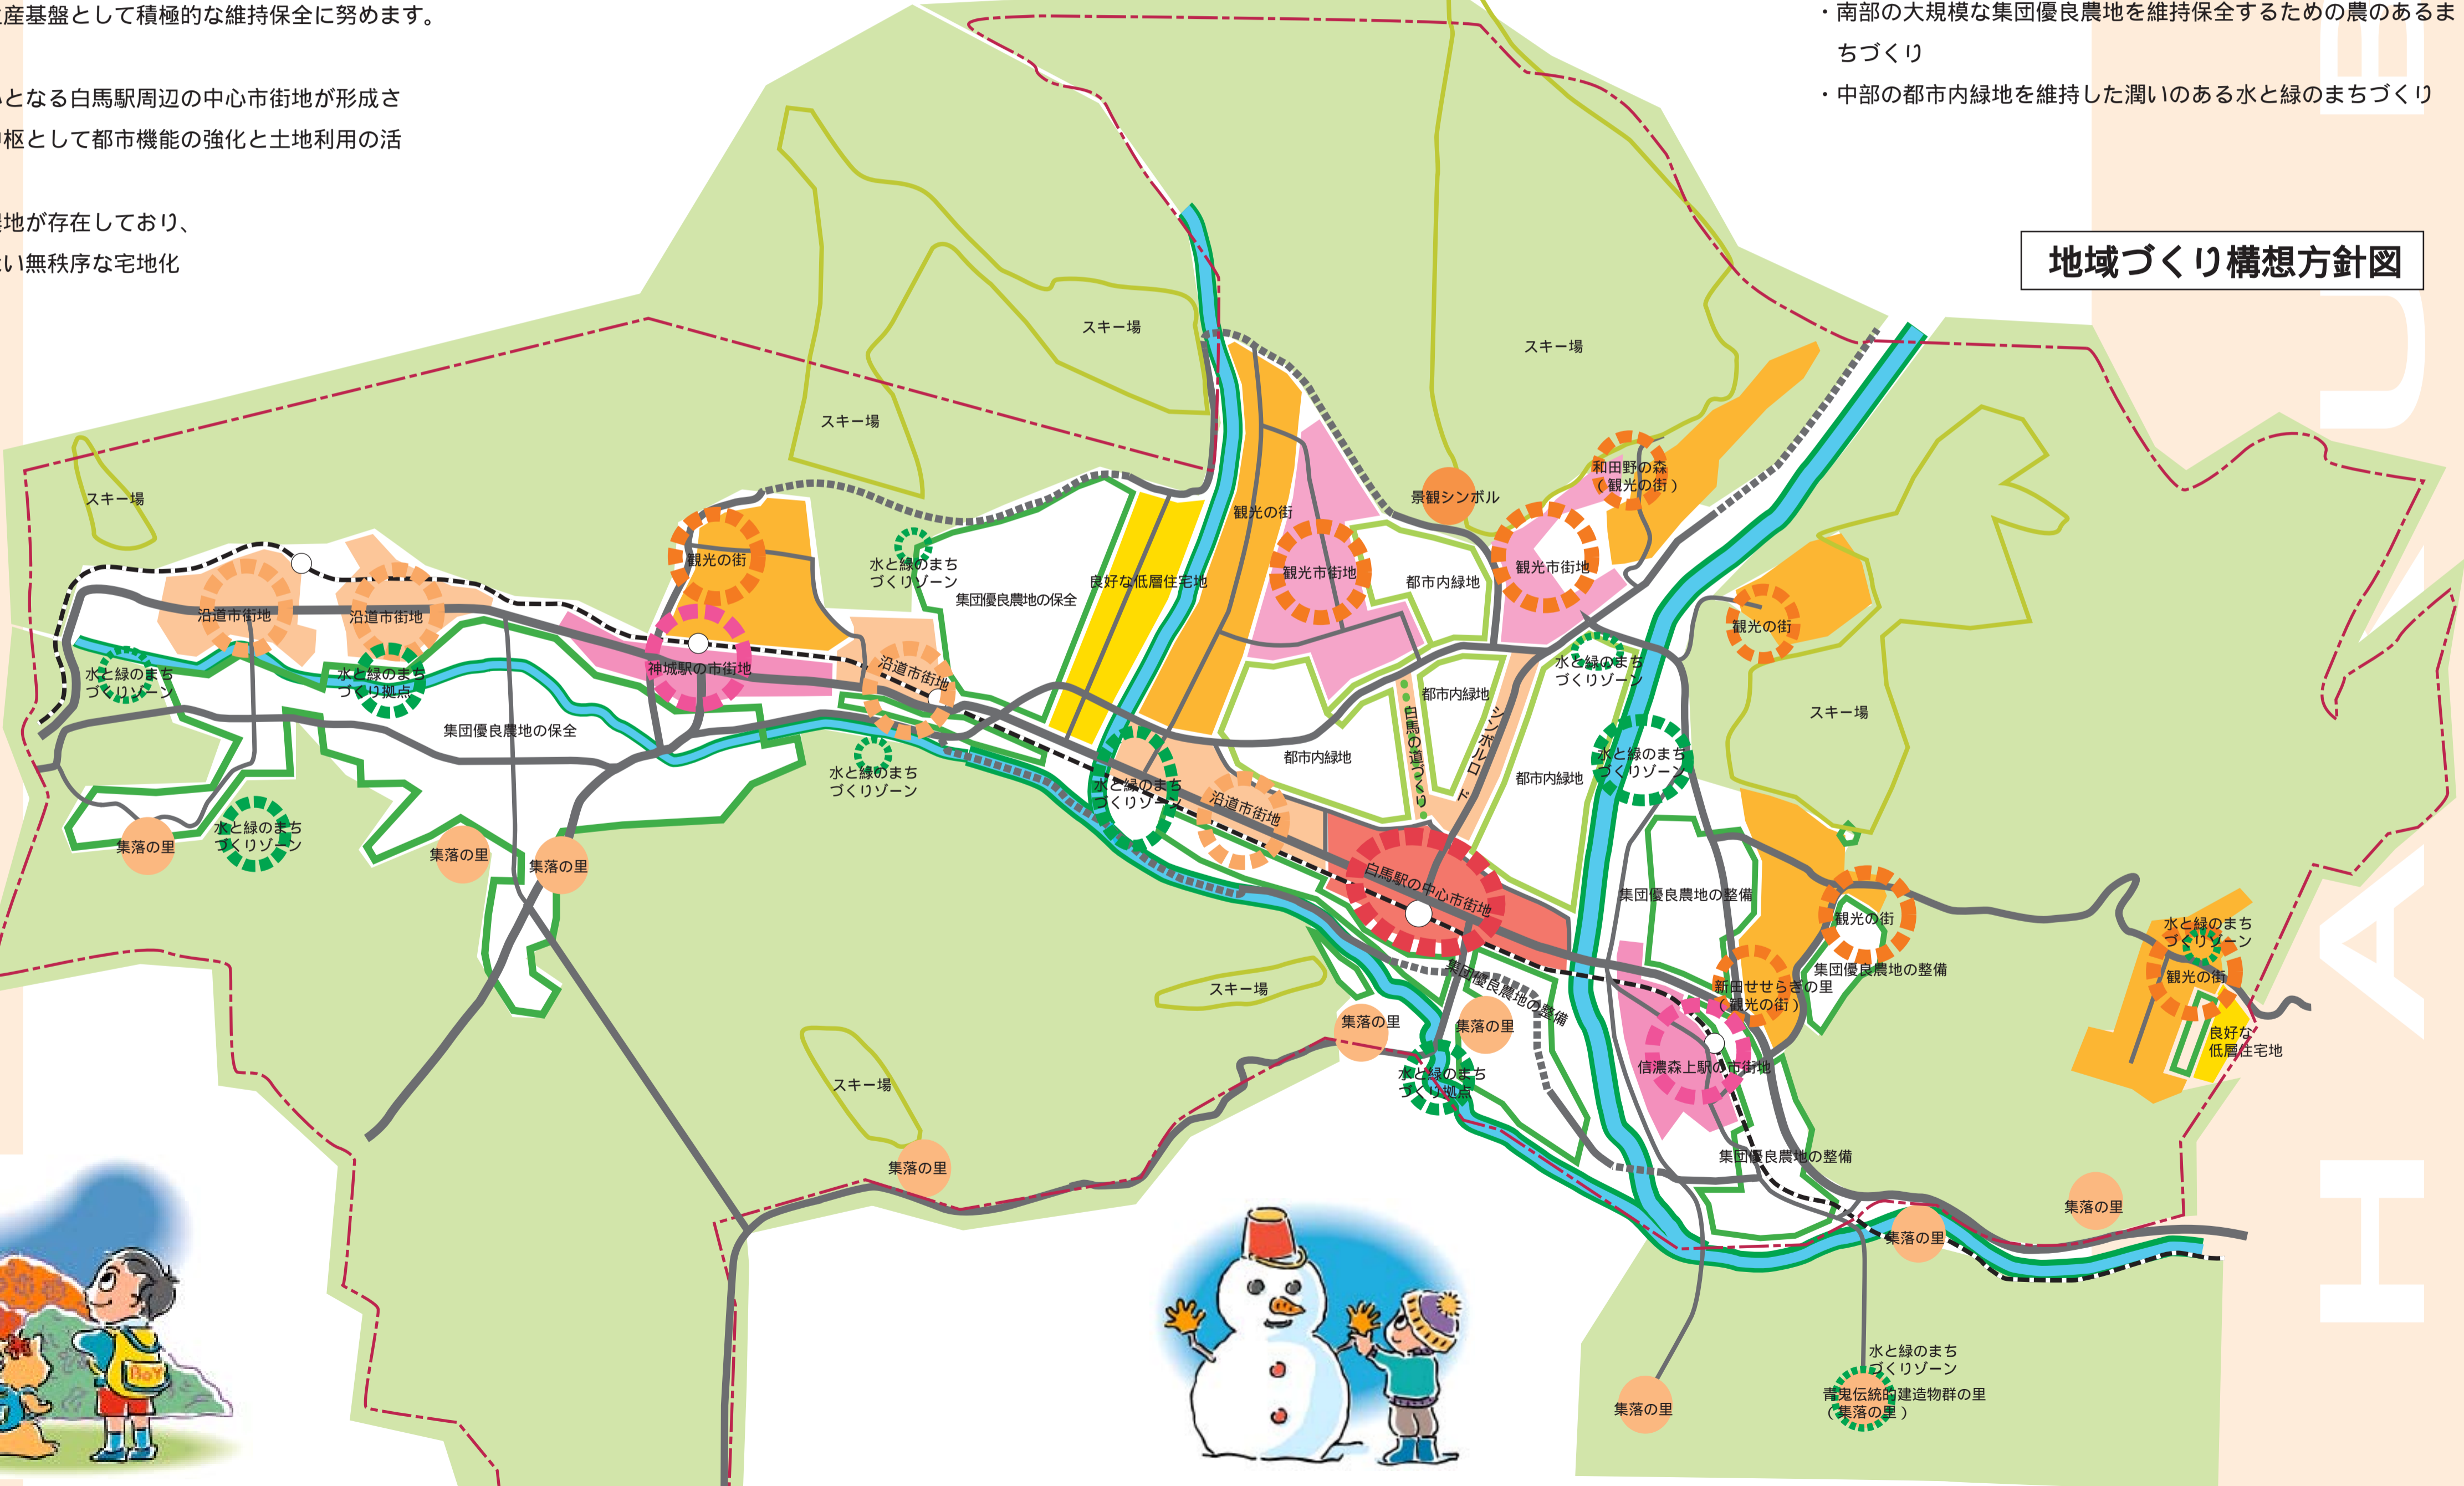 産基盤として積極的な維持保全に努めます。
となる白馬駅周辺の中心市街地が形成さ
枢として都市機能の強化と土地利用の活
地が存在しており、
い無秩序な宅地化
・南部の大規模な集団優良農地を維持保全するための農のあるま
ちづくり
・中部の都市内緑地を維持した潤いのある水と緑のまちづくり
地域づくり構想方針図
スキー場
スキー場
スキー場
スキー場
景観シンボル
和田野の森
（観光の街）
観光の街
観光の街
水と緑のまち
づくりゾーン
集団優良農地の保全
良好な低層住宅地
観光市街地
都市内緑地
観光市街地
沿道市街地
沿道市街地
観光の街
神城駅の市街地
沿道市街地
水と緑のまち
づくりゾーン
水と緑のまち
づくり拠点
水と緑のまち
づくりゾーン
都市内緑地
白馬の道づくり
シンボルロード
スキー場
集団優良農地の保全
都市内緑地
都市内緑地
水と緑のまち
づくりゾーン
水と緑のまち
づくりゾーン
水と緑のまち
づくりゾーン
沿道市街地
集落の里
水と緑のまち
づくりゾーン
集落の里
集落の里
白馬駅の中心市街地
集団優良農地の整備
観光の街
集団優良農地の整備
水と緑のまち
づくりゾーン
観光の街
良好な
低層住宅地
スキー場
集団優良農地の整備
新田せせらぎの里
（観光の街）
集落の里
集落の里
信濃森上駅の市街地
スキー場
水と緑のまち
づくり拠点
集落の里
集団優良農地の整備
集落の里
集落の里
水と緑のまち
づくりゾーン
青鬼伝統的建造物群の里
（集落の里）
集落の里
BOY
H A K U B